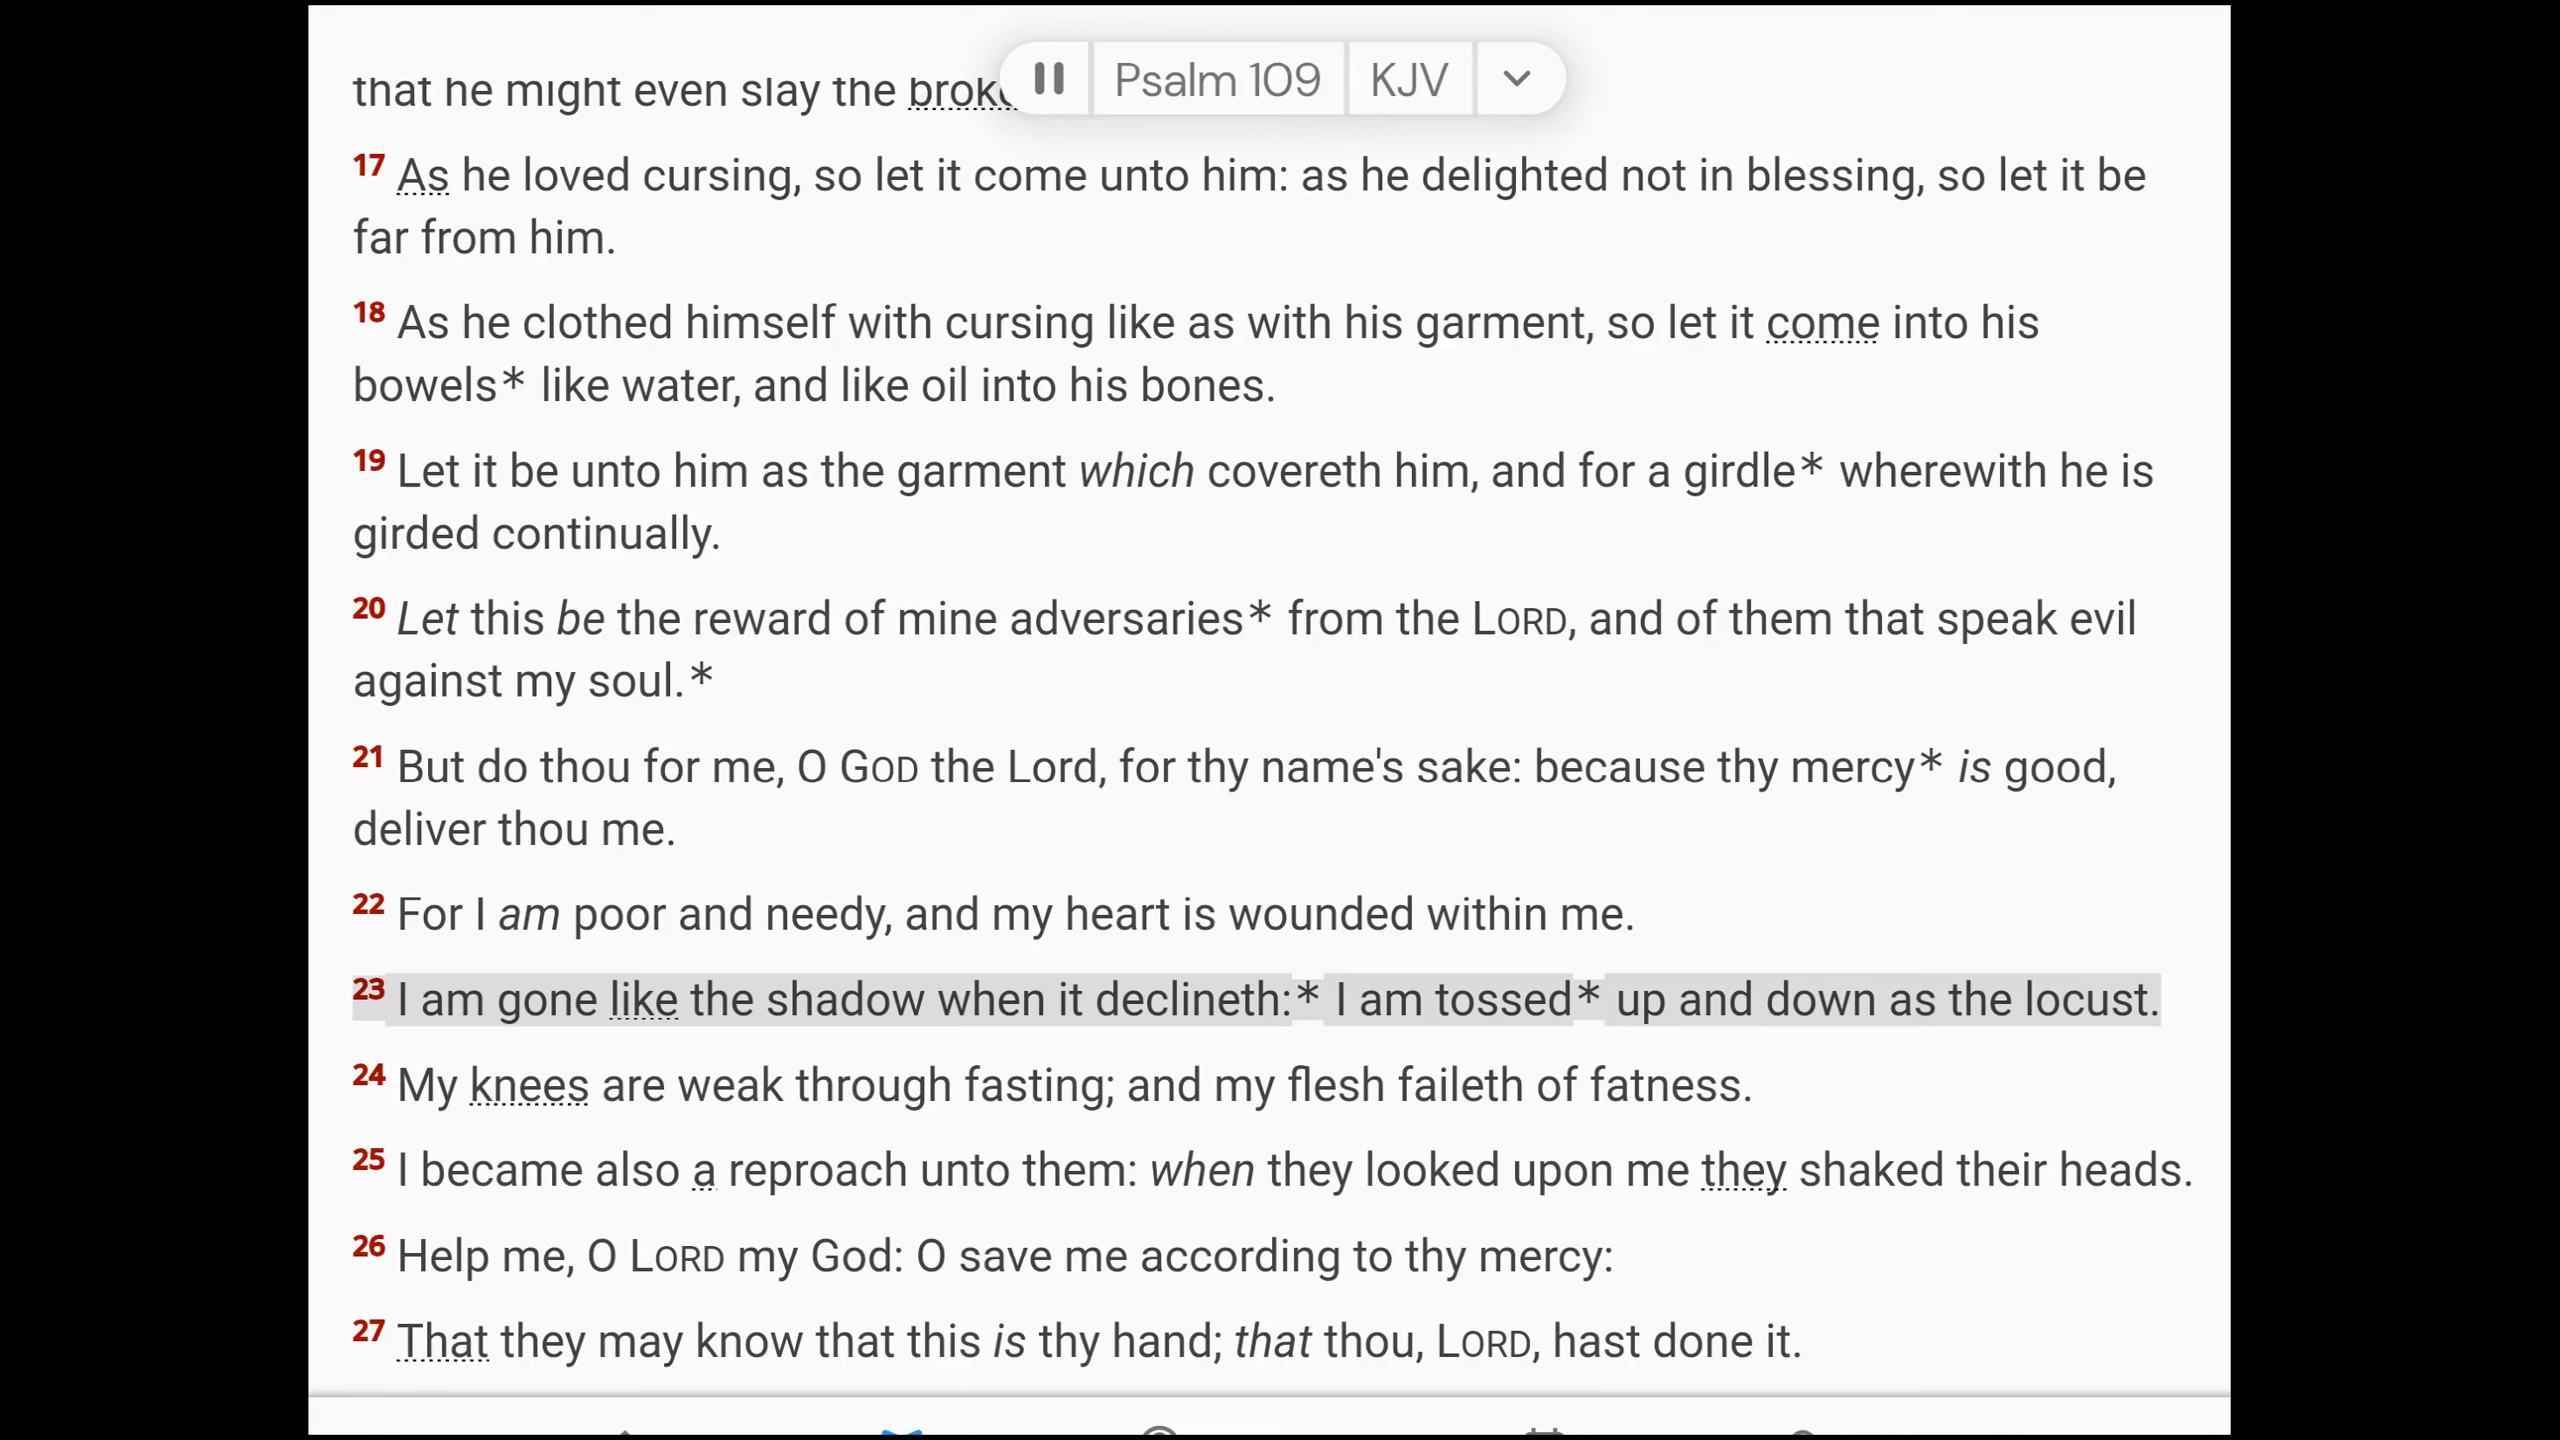 Psalm 109 KJV
that he might even slay the
17 As he loved cursing, so let it come unto him: as he delighted not in blessing, so let it be
far from him.
18 As he clothed himself with cursing like as with his garment, so let it come into his
bowels* like water, and like oil into his bones.
19 Let it be unto him as the garment which covereth him, and for a girdle* wherewith he is
girded continually.
20 Let this be the reward of mine adversaries* from the LORD, and of them that speak evil
against my soul.*
21 But do thou for me, O GOD the Lord, for thy name's sake: because thy mercy* is good,
deliver thou me.
22 For I am poor and needy, and my heart is wounded within me.
23 I am gone like the shadow when it declineth:* I am tossed* up and down as the locust.
24 My knees are weak through fasting; and my flesh faileth of fatness.
25 I became also a reproach unto them: when they looked upon me they shaked their heads.
26 Help me, O LORD my God: O save me according to thy mercy:
27 That they may know that this is thy hand; that thou, LORD, hast done it.